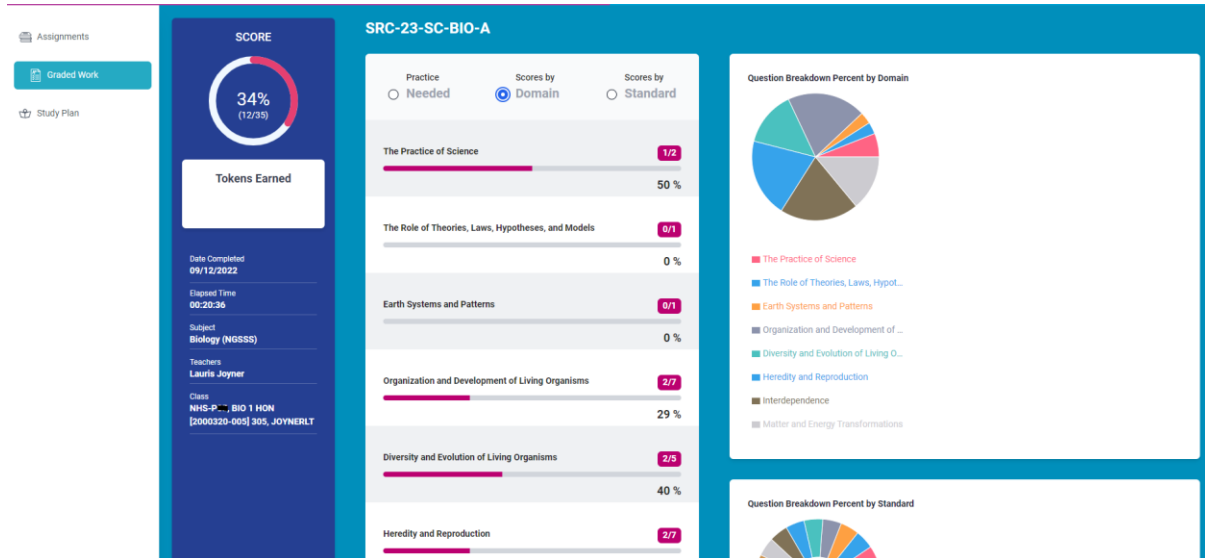 Assignments
Graded Work
Study Plan
SCORE
34%
(12/35)
Tokens Earned
Date Completed
09/12/2022
Elapsed Time
00:20:36
Subject
Biology (NGSSS)
Teachers
Lauris Joyner
Class
NHS-P , BIO 1 HON
[2000320-005] 305, JOYNERLT
SRC-23-SC-BIO-A
Practice
Needed
Scores by
Domain
Scores by
Standard
The Practice of Science
1/2
50 %
The Role of Theories, Laws, Hypotheses, and Models
0/1
0 %
Earth Systems and Patterns
0/1
0 %
Organization and Development of Living Organisms
2/7
29 %
Diversity and Evolution of Living Organisms
2/5
40 %
Heredity and Reproduction
2/7
Question Breakdown Percent by Domain
The Practice of Science
The Role of Theories, Laws, Hypot...
Earth Systems and Patterns
Organization and Development of ...
Diversity and Evolution of Living O...
Heredity and Reproduction
Interdependence
Matter and Energy Transformations
Question Breakdown Percent by Standard